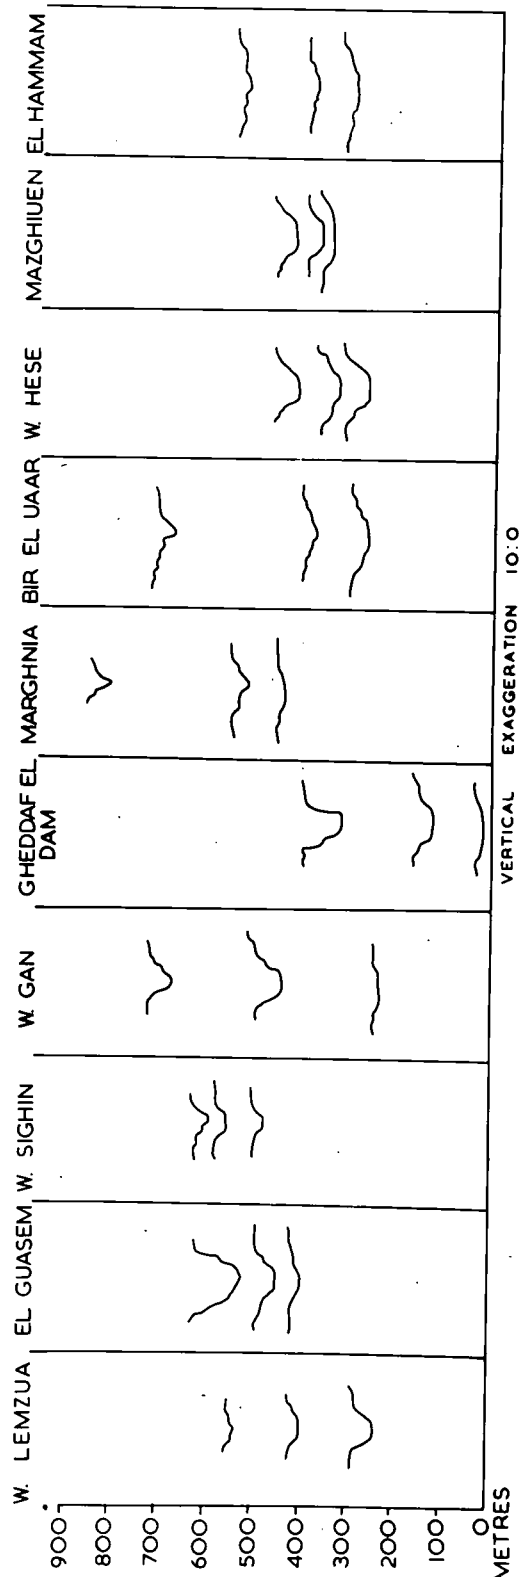 W. LEMZUA
EL GUASEM
W. SIGHIN
W. GAN
GHEDDAF EL
DAM
MARGHNIA
BIR EL UAAR
W. HESE
MAZGHIUEN
EL HAMMAM
900
800
700
600
500
400
300
200
100
0
METRES
VERTICAL EXAGGERATION 10:0